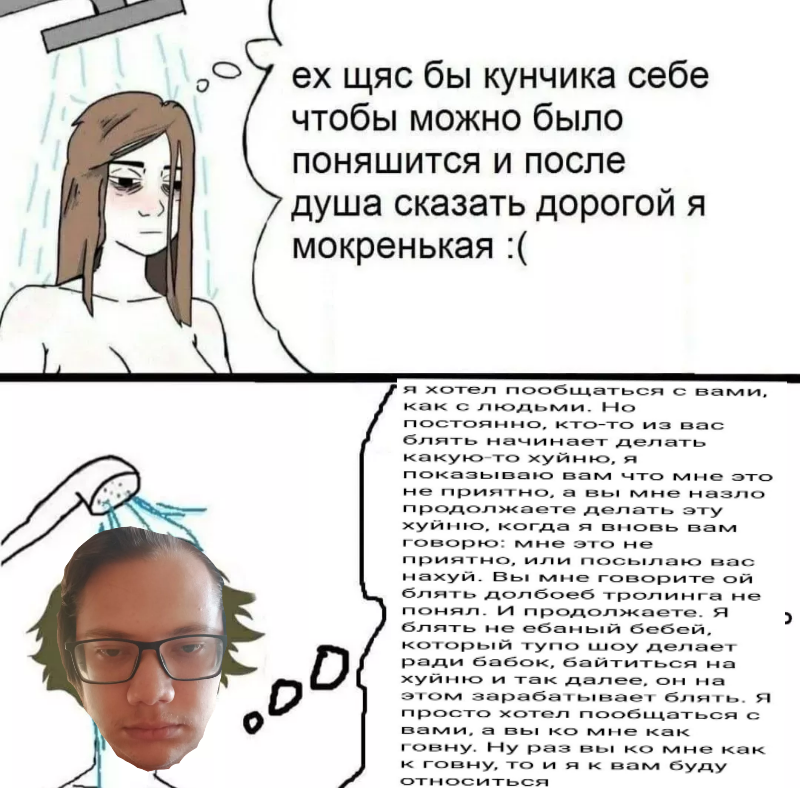 ех щяс бы кунчика себе
чтобы можно было
поняшится и после
душа сказать дорогой я
мокренькая :(
я хотел пообщаться с вами,
как с людьми. Но
постоянно, кто-то из вас
блять начинает делать
какую-то хуйню, я
показываю вам что мне это
не приятно, а вы мне назло
продолжаете делать эту
хуйню, когда я вновь вам
говорю: мне это не
приятно, или посылаю вас
нахуй. Вы мне говорите ой
блять долбоеб тролинга не
понял. И продолжаете. Я
блять не ебаный бебей,
который тупо шоу делает
ради бабок, байтиться на
хуйню и так далее, он на
этом зарабатывает блять. Я
просто хотел пообщаться с
вами, а вы ко мне как
говну. Ну раз вы ко мне как
к говну, то и я к вам буду
относиться